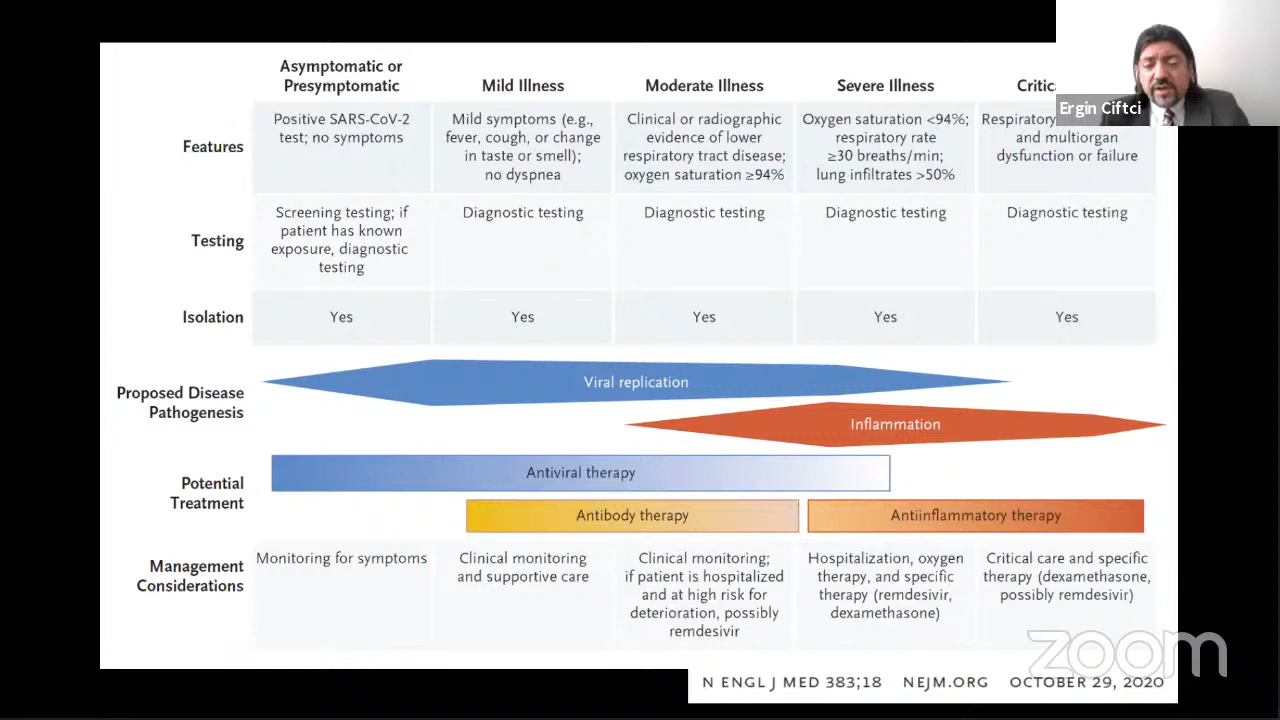 Asymptomatic or
Presymptomatic
Mild Illness
Moderate Illness
Severe Illness
Ergin Ciftci
Features
Positive SARS-CoV-2
test; no symptoms
Mild symptoms (e.g.,
fever, cough, or change
in taste or smell);
no dyspnea
Clinical or radiographic
evidence of lower
respiratory tract disease;
oxygen saturation ≥94%
Oxygen saturation <94%;
respiratory rate
≥30 breaths/min;
lung infiltrates >50%
Respiratory
and multiorgan
dysfunction or failure
Testing
Screening testing; if
patient has known
exposure, diagnostic
testing
Diagnostic testing
Diagnostic testing
Diagnostic testing
Diagnostic testing
Isolation
Yes
Yes
Yes
Yes
Yes
Proposed Disease
Pathogenesis
Viral replication
Inflammation
Potential
Treatment
Antiviral therapy
Antibody therapy
Antiinflammatory therapy
Management
Considerations
Monitoring for symptoms
Clinical monitoring
and supportive care
Clinical monitoring;
if patient is hospitalized
and at high risk for
deterioration, possibly
remdesivir
Hospitalization, oxygen
therapy, and specific
therapy (remdesivir,
dexamethasone)
Critical care and specific
therapy (dexamethasone,
possibly remdesivir)
zoom
N ENGL J MED 383;18 NEJM.ORG OCTOBER 29, 2020